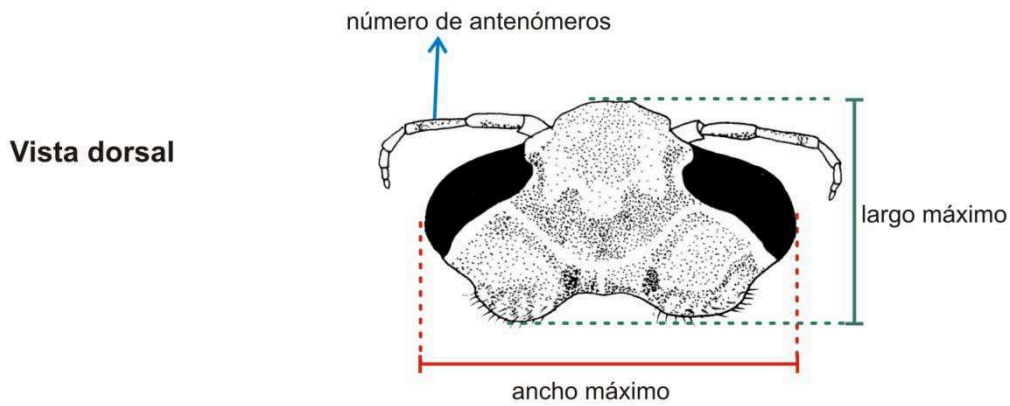 número de antenómeros
Vista dorsal
largo máximo
ancho máximo